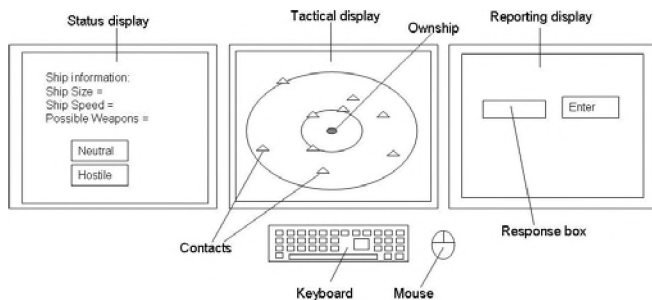 Status display
Tactical display
Ownship
Reporting display
Ship information:
Ship Size =
Ship Speed =
Possible Weapons =
Neutral
Hostile
Enter
Contacts
Keyboard
Mouse
Response box